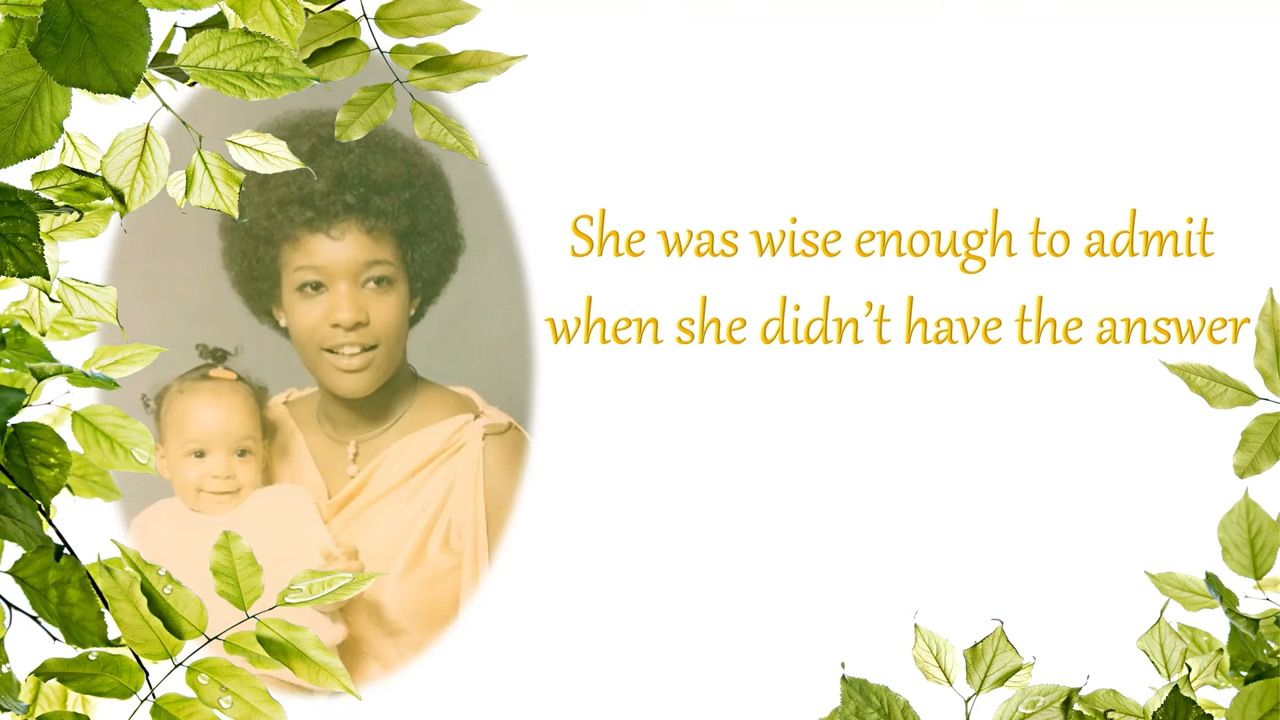 She was wise enough to admit
when she didn’t have the answer